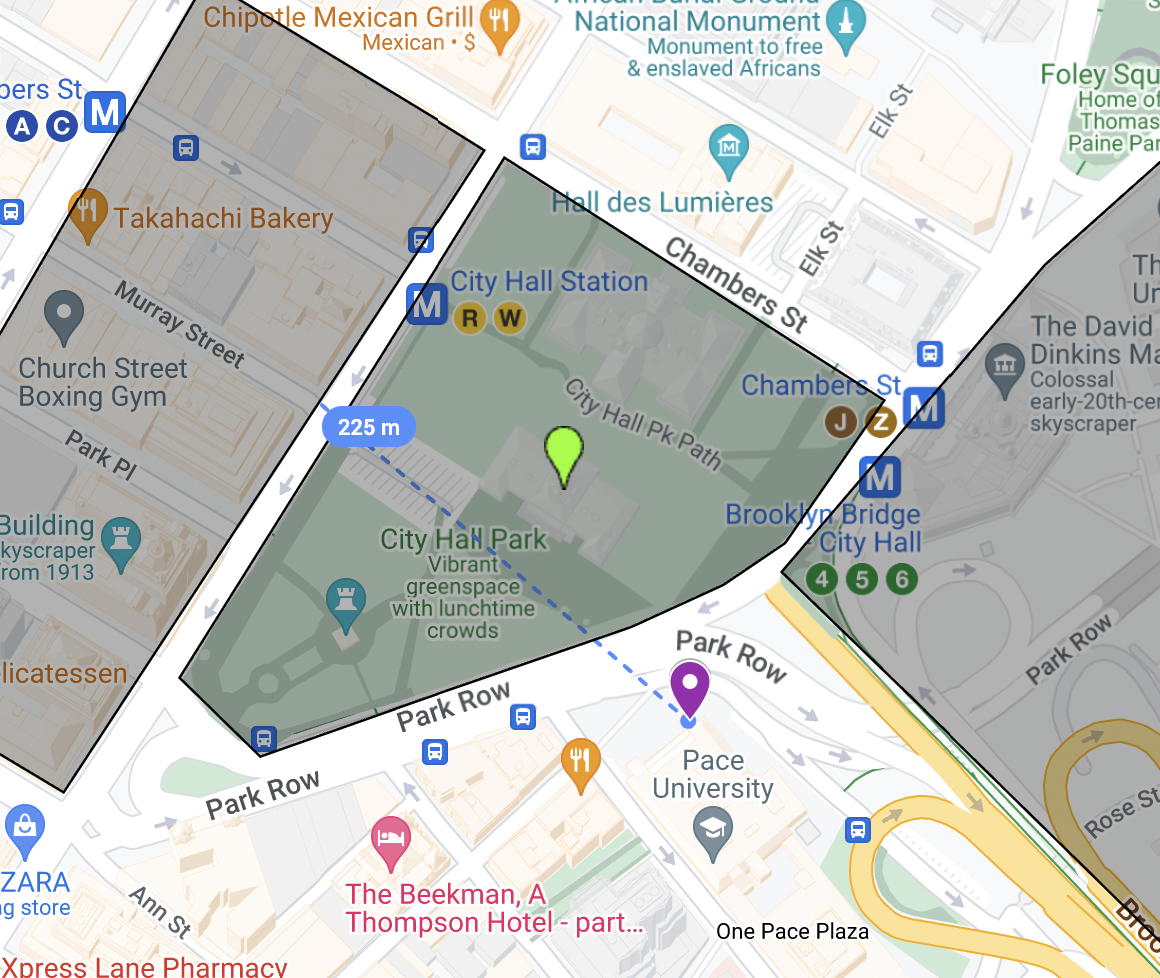 Chipotle Mexican Grill
Mexican • $
National Monument
Monument to free
& enslaved Africans
Foley Squ
Home of
Thomas
Paine Par
Elk St
bers St
M
A
C
Hall des Lumières
Takahachi Bakery
Elk St
Chambers St
City Hall Station
M
R
W
Murray Street
Church Street
Boxing Gym
Th
Un
The David
Dinkins Ma
Colossal
early-20th-cen
skyscraper
Chambers St
M
J
Z
City Hall Pk Path
225 m
Park Pl
M
Brooklyn Bridge
City Hall
4
5
6
Building
kyscraper
rom 1913
City Hall Park
Vibrant
greenspace
with lunchtime
crowds
Park Row
Park Row
licatessen
Park Row
Park Row
Pace
University
Rose St
ZARA
ng store
Ann St
The Beekman, A
Thompson Hotel - part...
One Pace Plaza
Broo
Xpress Lane Pharmacy